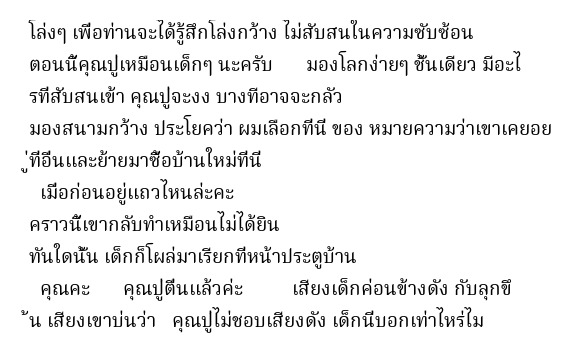 โล่งๆ เพื่อท่านจะได้รู้สึกโล่งกว้าง ไม่สับสนในความซับซ้อน
ตอนนี้คุณปู่เหมือนเด็กๆ นะครับ มองโลกง่ายๆ ชั้นเดียว มีอะไ
รที่สับสนเข้า คุณปู่จะงง บางทีอาจจะกลัว
มองสนามกว้าง ประโยคว่า ผมเลือกที่นี่ ของ หมายความว่าเขาเคยอย
ู่ที่อื่นและย้ายมาซื้อบ้านใหม่ที่นี่
เมื่อก่อนอยู่แถวไหนล่ะคะ
คราวนี้เขากลับทำเหมือนไม่ได้ยิน
ทันใดนั้น เด็กก็โผล่มาเรียกที่หน้าประตูบ้าน
คุณคะ คุณปู่ตื่นแล้วค่ะ เสียงเด็กค่อนข้างดัง กับลุกขึ
้น เสียงเขาบ่นว่า คุณปู่ไม่ชอบเสียงดัง เด็กนี่บอกเท่าไหร่ไม